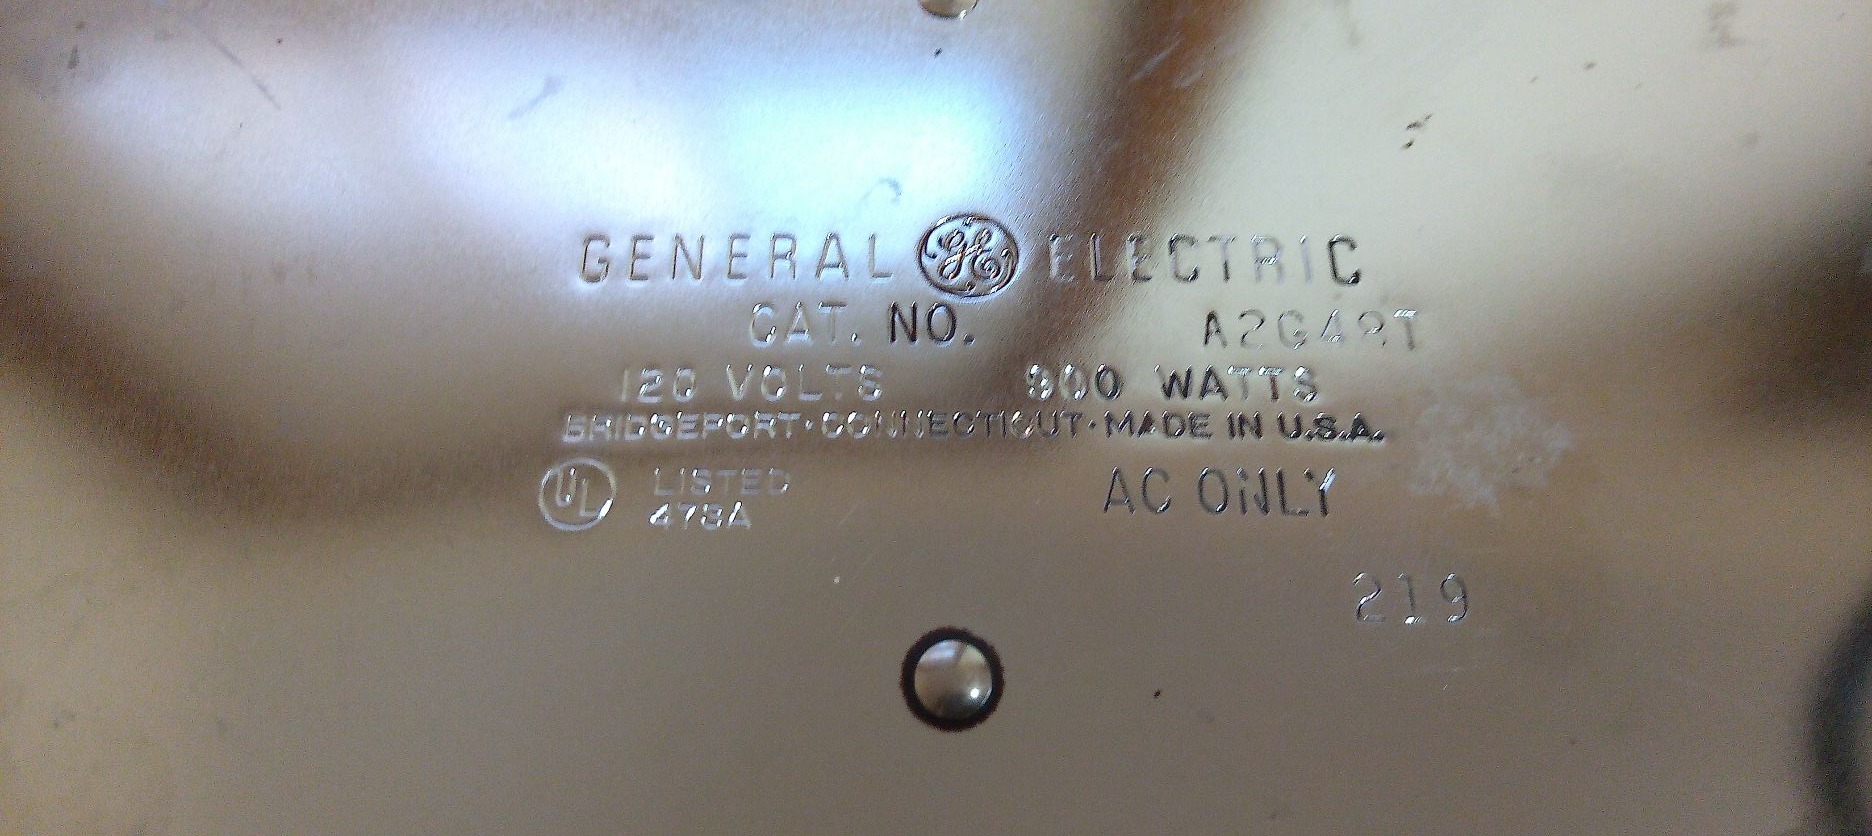 GENERAL GE ELECTRIC
CAT. NO. A2G48T
120 VOLTS 900 WATTS
BRIDGEPORT·CONNECTICUT·MADE IN U.S.A.
UL LISTED AC ONLY
478A
219